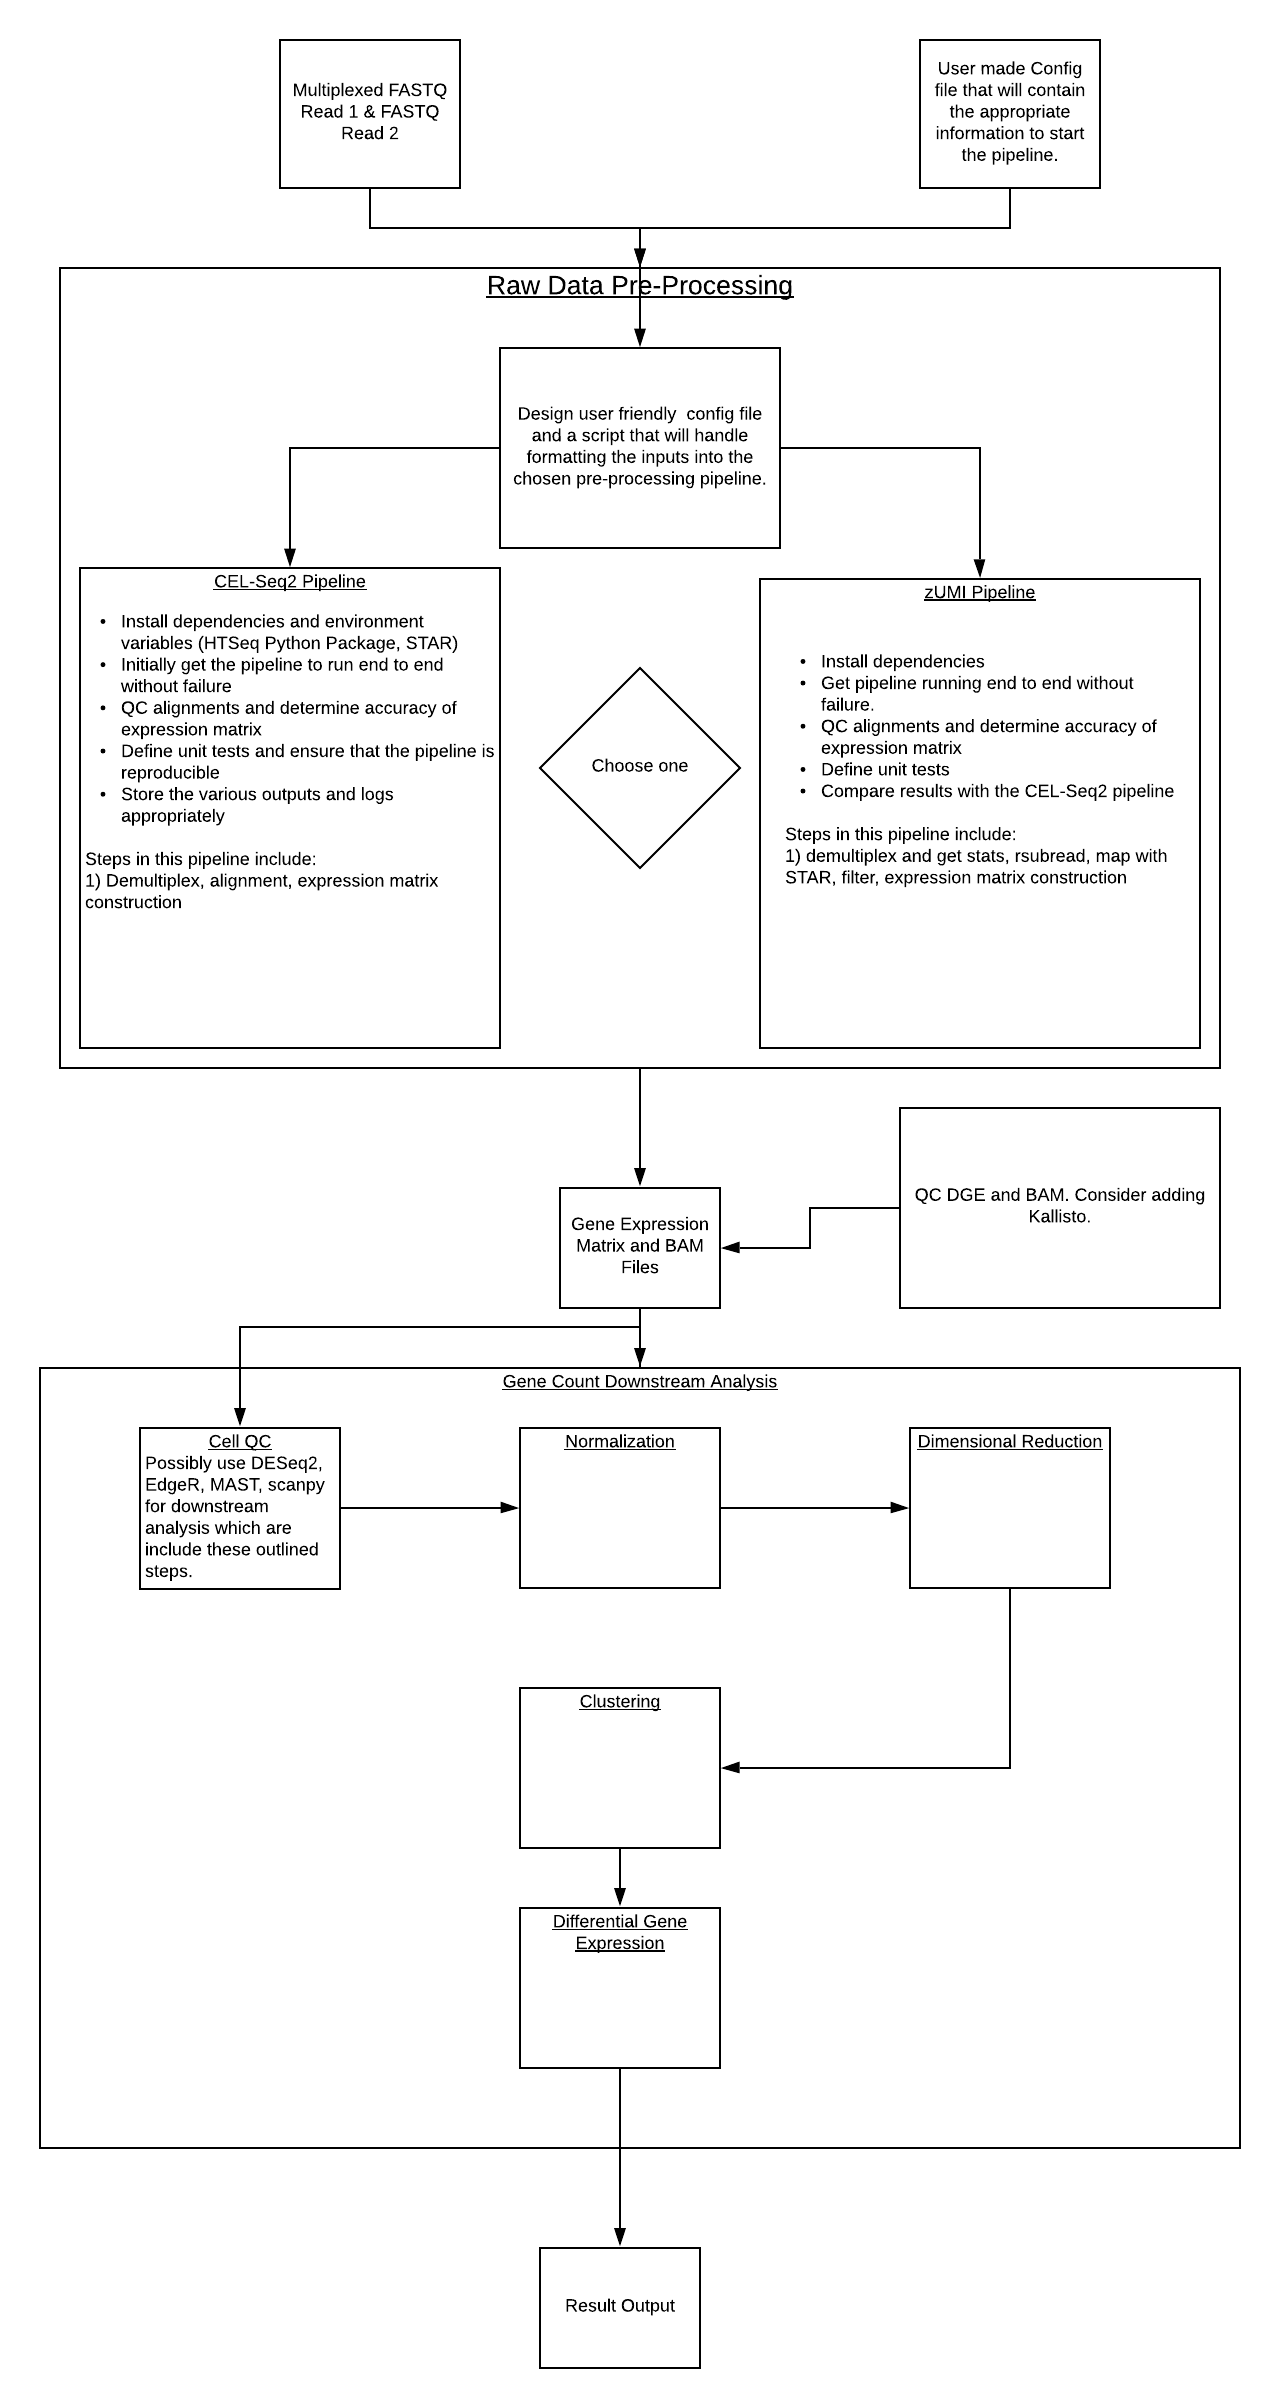 Multiplexed FASTQ
Read 1 & FASTQ
Read 2
User made Config
file that will contain
the appropriate
information to start
the pipeline.
Raw Data Pre-Processing
Design user friendly  config file
and a script that will handle
formatting the inputs into the
chosen pre-processing pipeline.
CEL-Seq2 Pipeline
• Install dependencies and environment
variables (HTSeq Python Package, STAR)
• Initially get the pipeline to run end to end
without failure
• QC alignments and determine accuracy of
expression matrix
• Define unit tests and ensure that the pipeline is
reproducible
• Store the various outputs and logs
appropriately
Steps in this pipeline include:
1) Demultiplex, alignment, expression matrix
construction
Choose one
zUMI Pipeline
• Install dependencies
• Get pipeline running end to end without
failure.
• QC alignments and determine accuracy of
expression matrix
• Define unit tests
• Compare results with the CEL-Seq2 pipeline
Steps in this pipeline include:
1) demultiplex and get stats, rsubread, map with
STAR, filter, expression matrix construction
QC DGE and BAM. Consider adding
Kallisto.
Gene Expression
Matrix and BAM
Files
Gene Count Downstream Analysis
Cell QC
Possibly use DESeq2,
EdgeR, MAST, scanpy
for downstream
analysis which are
include these outlined
steps.
Normalization
Dimensional Reduction
Clustering
Differential Gene
Expression
Result Output